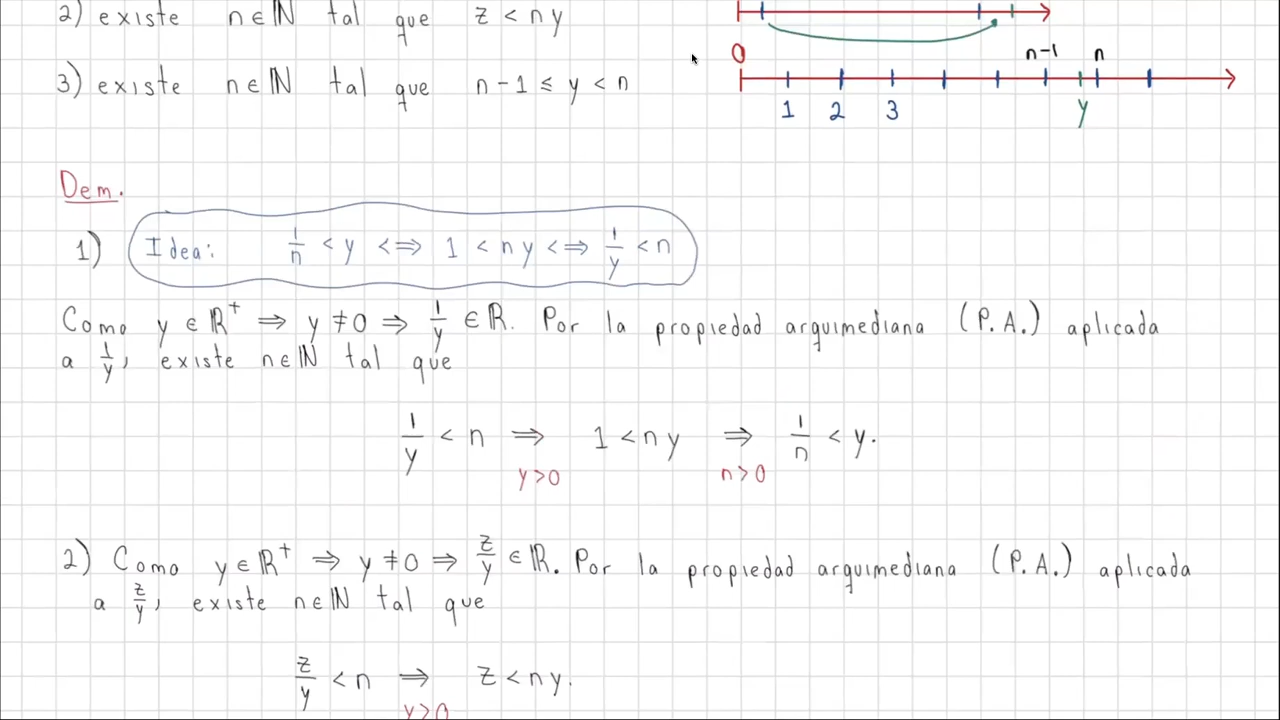 2) existe n∈ℕ tal que z < ny
0 n-1 n
3) existe n∈ℕ tal que n-1 ≤ y < n
1 2 3 y
Dem.
1) Idea: 1/n < y <=> 1 < ny <=> 1/y < n
Como y∈ℝ⁺ ⇒ y≠0 ⇒ 1/y ∈ℝ. Por la propiedad arquimediana (P.A.) aplicada
a 1/y, existe n∈ℕ tal que
1/y < n ⇒ 1 < ny ⇒ 1/n < y.
y>0 n>0
2) Como y∈ℝ⁺ ⇒ y≠0 ⇒ z/y ∈ℝ. Por la propiedad arquimediana (P.A.) aplicada
a z/y, existe n∈ℕ tal que
z/y < n ⇒ z < ny.
y>0